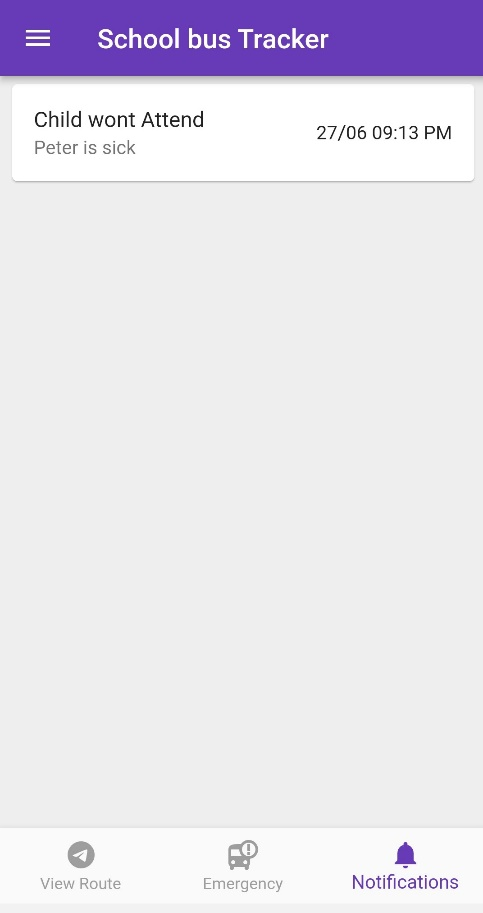 School bus Tracker
Child wont Attend
Peter is sick
27/06 09:13 PM
View Route
Emergency
Notifications